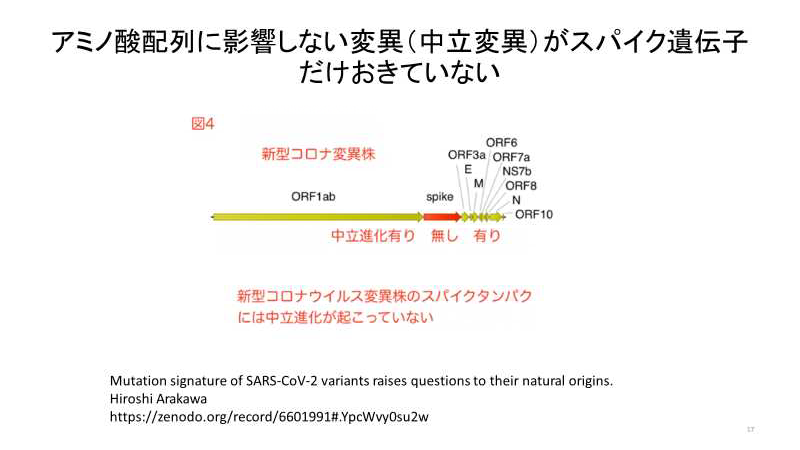 アミノ酸配列に影響しない変異（中立変異）がスパイク遺伝子
だけおきていない
図4
新型コロナ変異株
ORF6
ORF3a
ORF7a
E
NS7b
M
ORF8
ORF1ab
spike
N
ORF10
中立進化有り
無し
有り
新型コロナウイルス変異株のスパイクタンパク
には中立進化が起こっていない
Mutation signature of SARS-CoV-2 variants raises questions to their natural origins.
Hiroshi Arakawa
https://zenodo.org/record/6601991#.YpcWvy0su2w
17